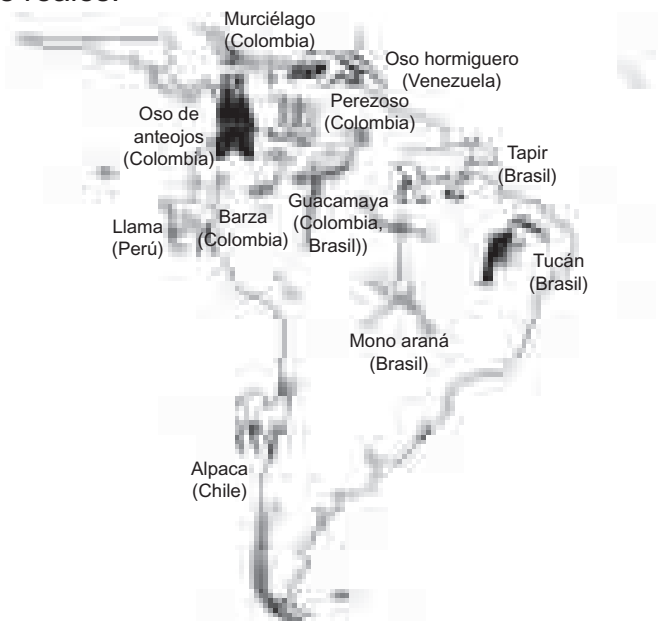 Murciélago
(Colombia)
Oso hormiguero
(Venezuela)
Perezoso
(Colombia)
Oso de
anteojos
(Colombia)
Tapir
(Brasil)
Guacamaya
(Colombia,
Brasil))
Barza
(Colombia)
Llama
(Perú)
Tucán
(Brasil)
Mono araná
(Brasil)
Alpaca
(Chile)